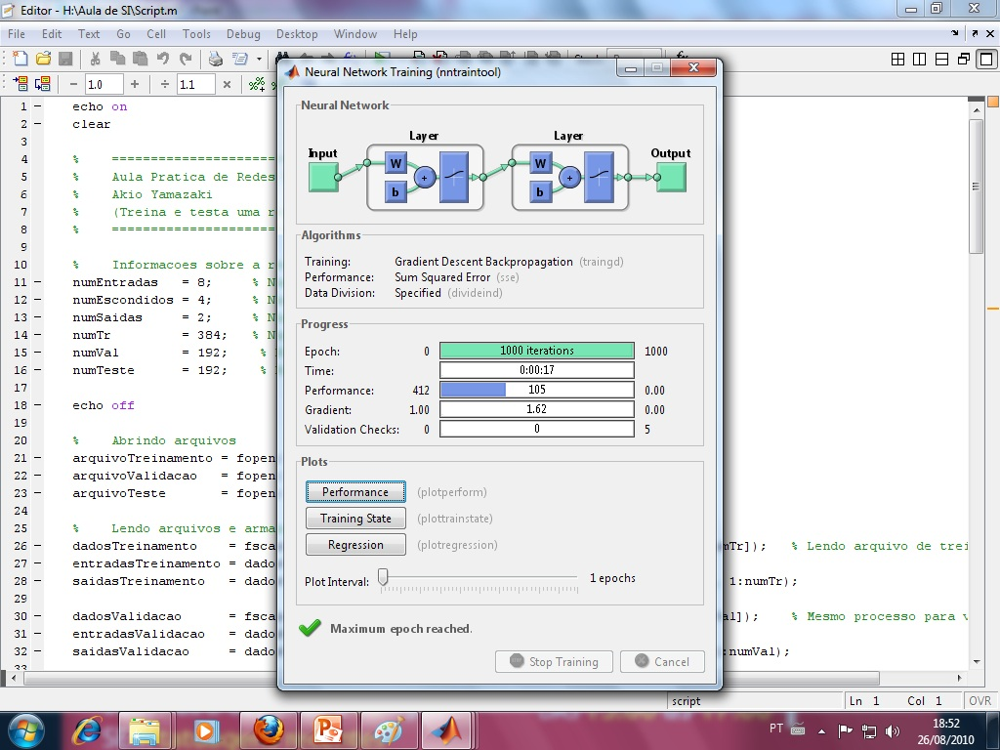 Editor - H:\Aula de SI\Script.m
File Edit Text Go Cell Tools Debug Desktop Window Help
1.0 1.1
1 echo on
2 clear
3
4 % =======================
5 % Aula Pratica de Redes
6 % Akio Yamazaki
7 % (Treina e testa uma
8 % =======================
9
10 % Informacoes sobre a
11 numEntradas = 8; %
12 numEscondidos = 4; %
13 numSaidas = 2; %
14 numTr = 384; %
15 numVal = 192; %
16 numTeste = 192; %
17
18 echo off
19
20 % Abrindo arquivos
21 arquivoTreinamento = fopen
22 arquivoValidacao = fopen
23 arquivoTeste = fopen
24
25 % Lendo arquivos e arma
26 dadosTreinamento = fsca mTr]); % Lendo arquivo de trei
27 entradasTreinamento = dado
28 saidasTreinamento = dado 1:numTr);
29
30 dadosValidacao = fsca al]); % Mesmo processo para v
31 entradasValidacao = dado
32 saidasValidacao = dado :numVal);
33
Neural Network Training (nntraintool)
Neural Network
Layer Layer
Input Output
W W
+ +
b b
Algorithms
Training: Gradient Descent Backpropagation (traingd)
Performance: Sum Squared Error (sse)
Data Division: Specified (divideind)
Progress
Epoch: 0 1000 iterations 1000
Time: 0:00:17
Performance: 412 105 0.00
Gradient: 1.00 1.62 0.00
Validation Checks: 0 0 5
Plots
Performance (plotperform)
Training State (plottrainstate)
Regression (plotregression)
Plot Interval: 1 epochs
Maximum epoch reached.
Stop Training Cancel
script Ln 1 Col 1 OVR
PT 18:52
26/08/2010